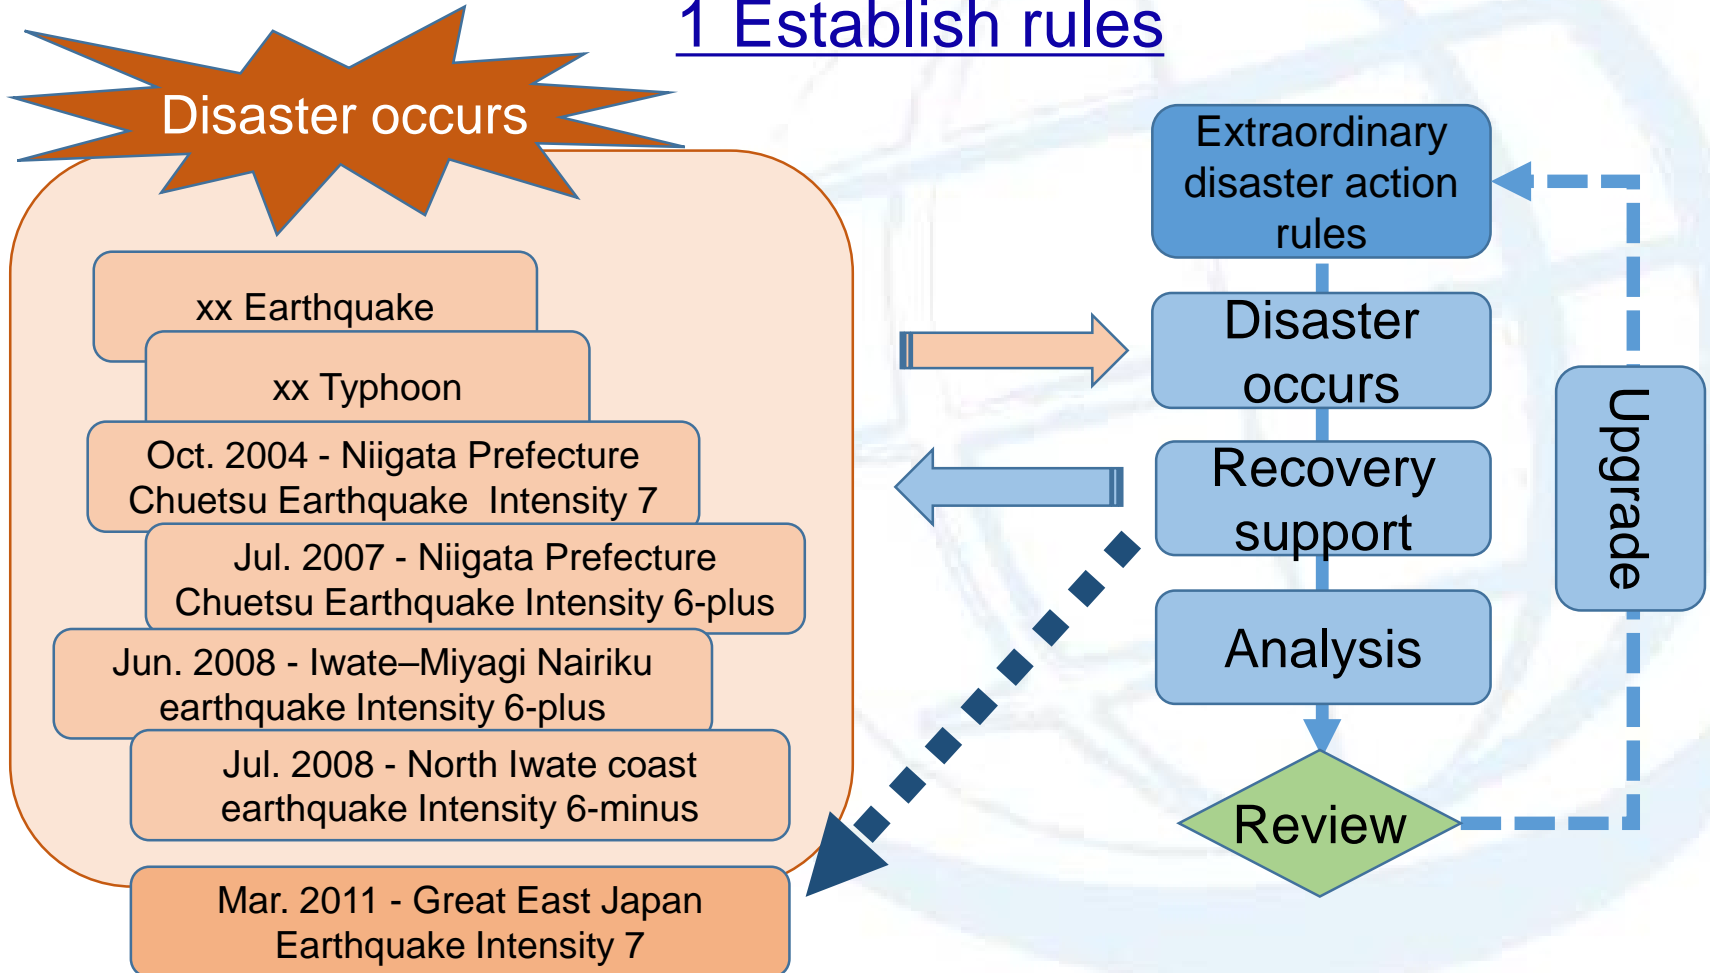 1 Establish rules
Disaster occurs
xx Earthquake
xx Typhoon
Oct. 2004 - Niigata Prefecture
Chuetsu Earthquake  Intensity 7
Jul. 2007 - Niigata Prefecture
Chuetsu Earthquake Intensity 6-plus
Jun. 2008 - Iwate–Miyagi Nairiku
earthquake Intensity 6-plus
Jul. 2008 - North Iwate coast
earthquake Intensity 6-minus
Mar. 2011 - Great East Japan
Earthquake Intensity 7
Extraordinary
disaster action
rules
Disaster
occurs
Recovery
support
Analysis
Review
Upgrade